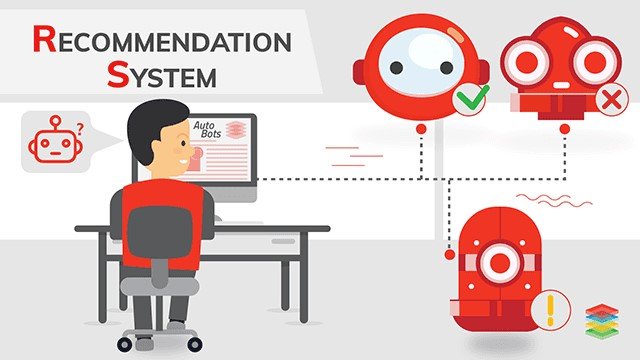 RECOMMENDATION
SYSTEM
?
Auto
Bots
!